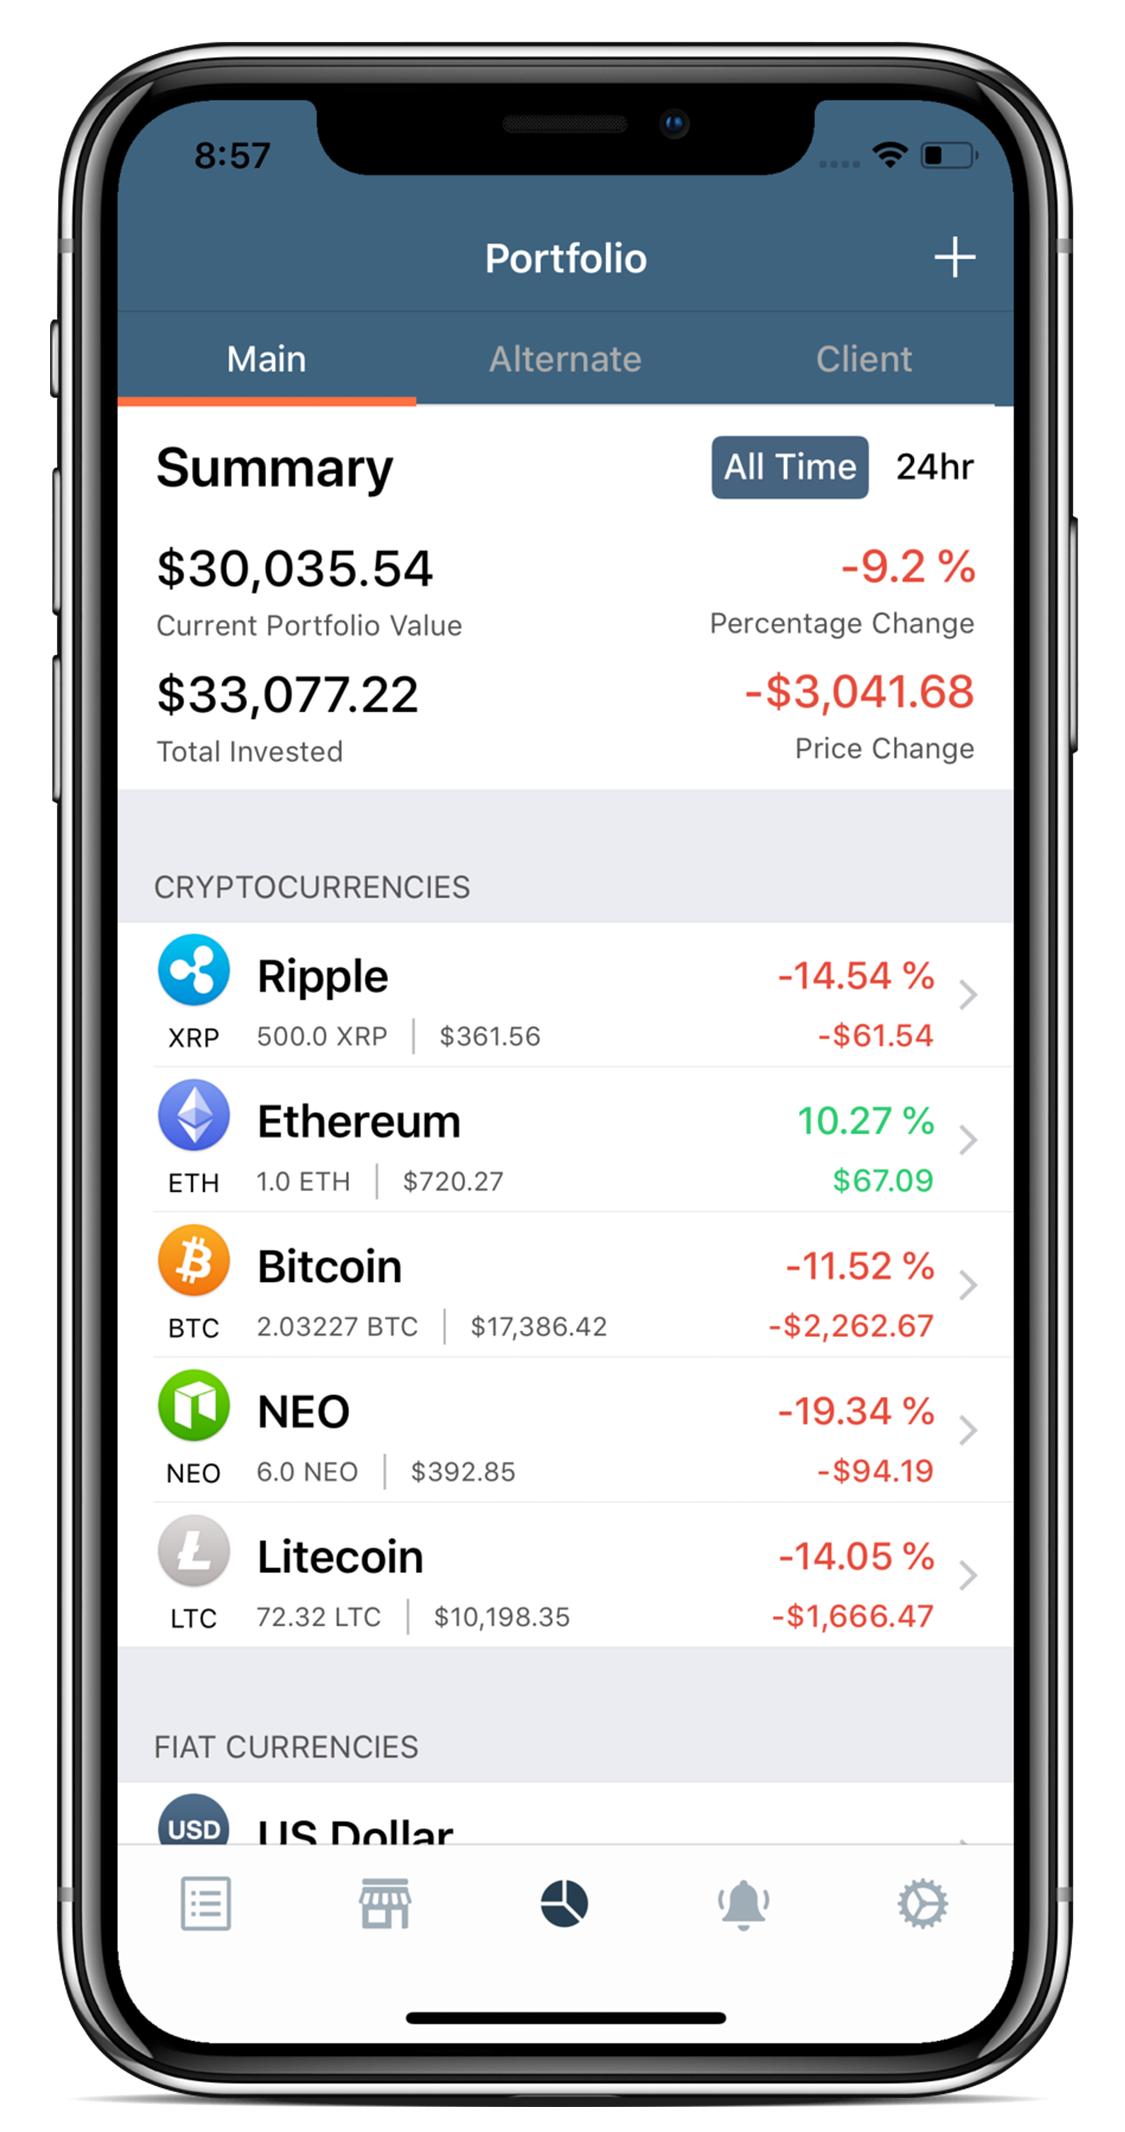 8:57
Portfolio
Main Alternate Client
Summary All Time 24hr
$30,035.54 -9.2 %
Current Portfolio Value Percentage Change
$33,077.22 -$3,041.68
Total Invested Price Change
CRYPTOCURRENCIES
Ripple -14.54 %
XRP 500.0 XRP $361.56 -$61.54
Ethereum 10.27 %
ETH 1.0 ETH $720.27 $67.09
Bitcoin -11.52 %
BTC 2.03227 BTC $17,386.42 -$2,262.67
NEO -19.34 %
NEO 6.0 NEO $392.85 -$94.19
Litecoin -14.05 %
LTC 72.32 LTC $10,198.35 -$1,666.47
FIAT CURRENCIES
USD US Dollar